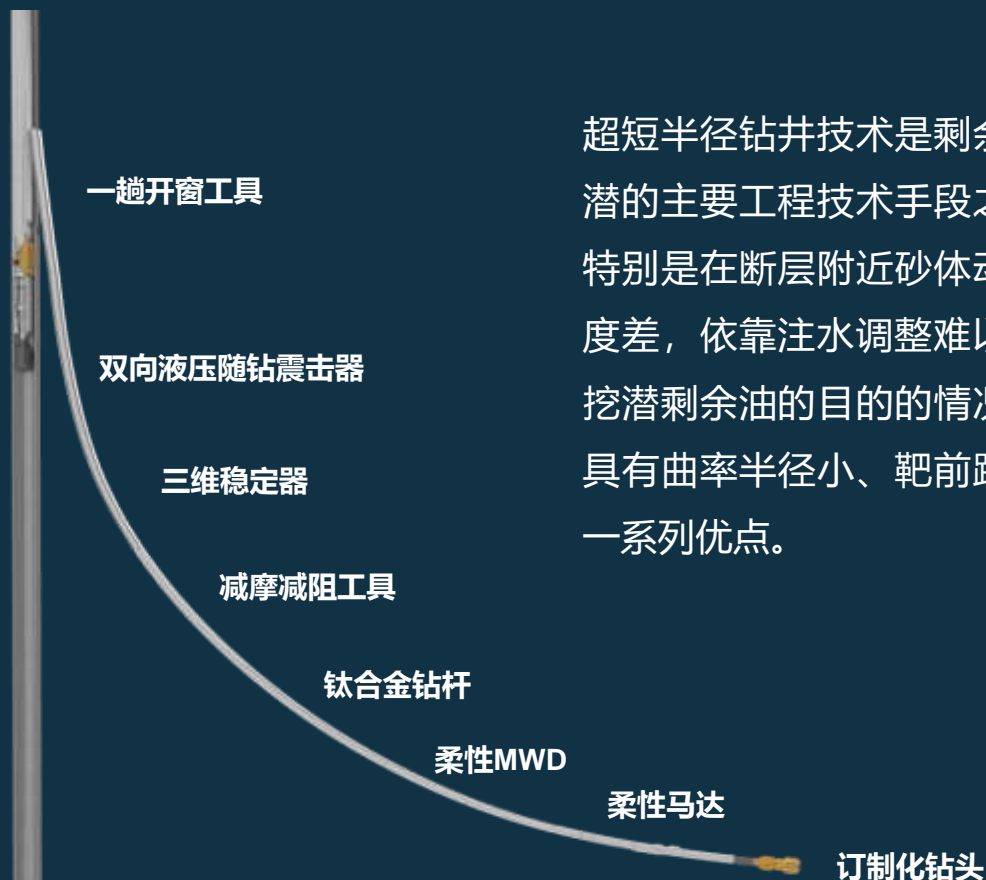 一趟开窗工具
双向液压随钻震击器
三维稳定器
减摩减阻工具
钛合金钻杆
柔性MWD
柔性马达
订制化钻头
超短半径钻井技术是剩
潜的主要工程技术手段
特别是在断层附近砂体
度差，依靠注水调整难
挖潜剩余油的目的的情
具有曲率半径小、靶前
一系列优点。